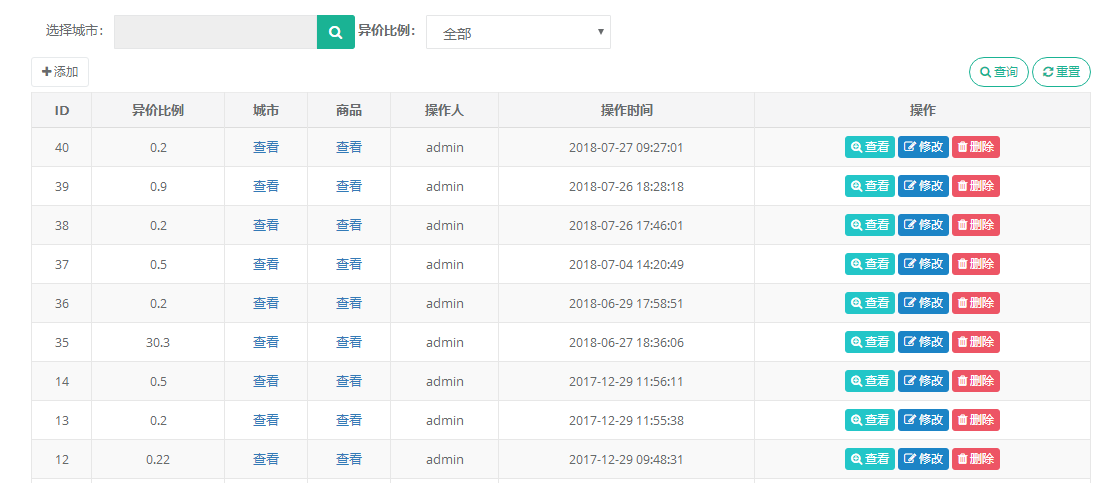 选择城市： 异价比例： 全部
添加 查询 重置
ID 异价比例 城市 商品 操作人 操作时间 操作
40 0.2 查看 查看 admin 2018-07-27 09:27:01 查看 修改 删除
39 0.9 查看 查看 admin 2018-07-26 18:28:18 查看 修改 删除
38 0.2 查看 查看 admin 2018-07-26 17:46:01 查看 修改 删除
37 0.5 查看 查看 admin 2018-07-04 14:20:49 查看 修改 删除
36 0.2 查看 查看 admin 2018-06-29 17:58:51 查看 修改 删除
35 30.3 查看 查看 admin 2018-06-27 18:36:06 查看 修改 删除
14 0.5 查看 查看 admin 2017-12-29 11:56:11 查看 修改 删除
13 0.2 查看 查看 admin 2017-12-29 11:55:38 查看 修改 删除
12 0.22 查看 查看 admin 2017-12-29 09:48:31 查看 修改 删除